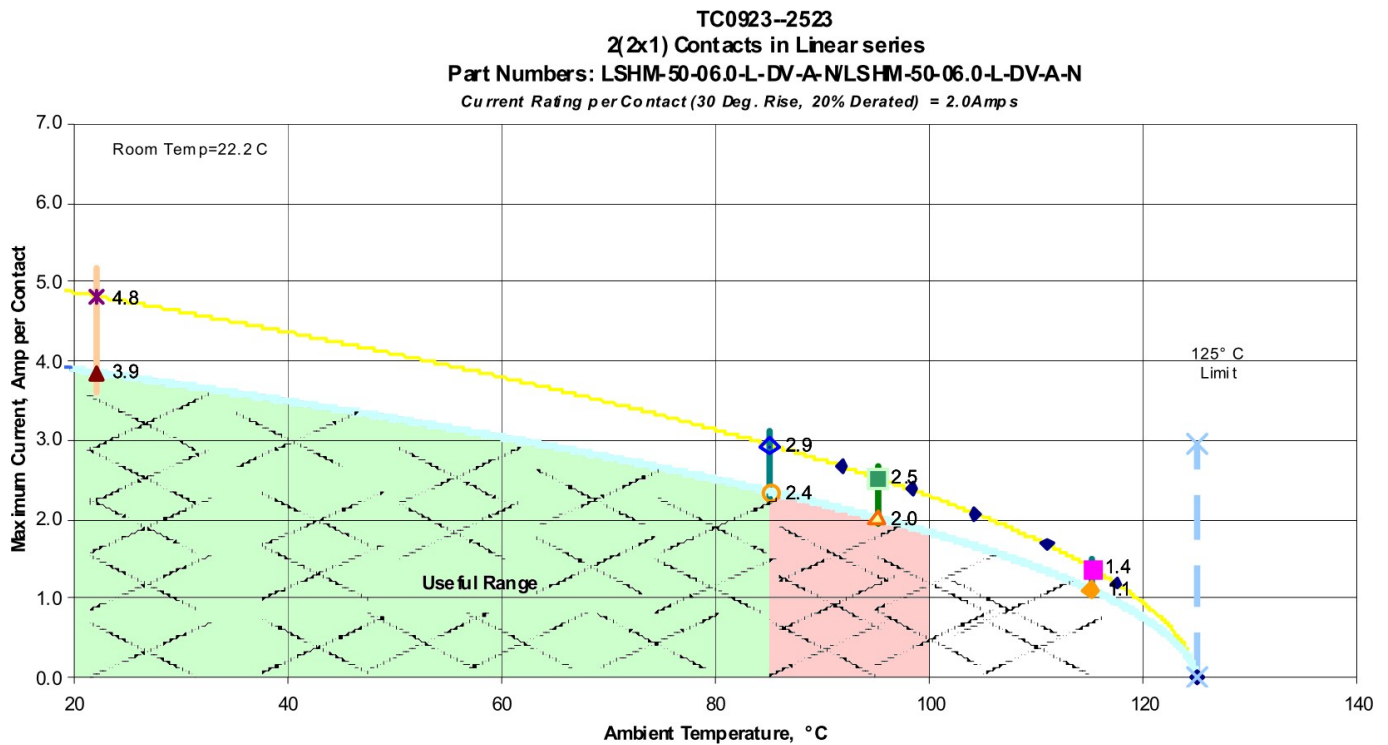 TC0923--2523
2(2x1) Contacts in Linear series
Part Numbers: LSHM-50-06.0-L-DV-A-N/LSHM-50-06.0-L-DV-A-N
Current Rating per Contact (30 Deg. Rise, 20% Derated) = 2.0Amps
7.0
Room Temp=22.2 C
6.0
5.0
4.8
4.0
3.9
125° C
Limit
3.0
2.9
2.5
2.4
2.0
2.0
1.4
Useful Range
1.1
1.0
0.0
20
40
60
80
100
120
140
Maximum Current, Amp per Contact
Ambient Temperature, °C